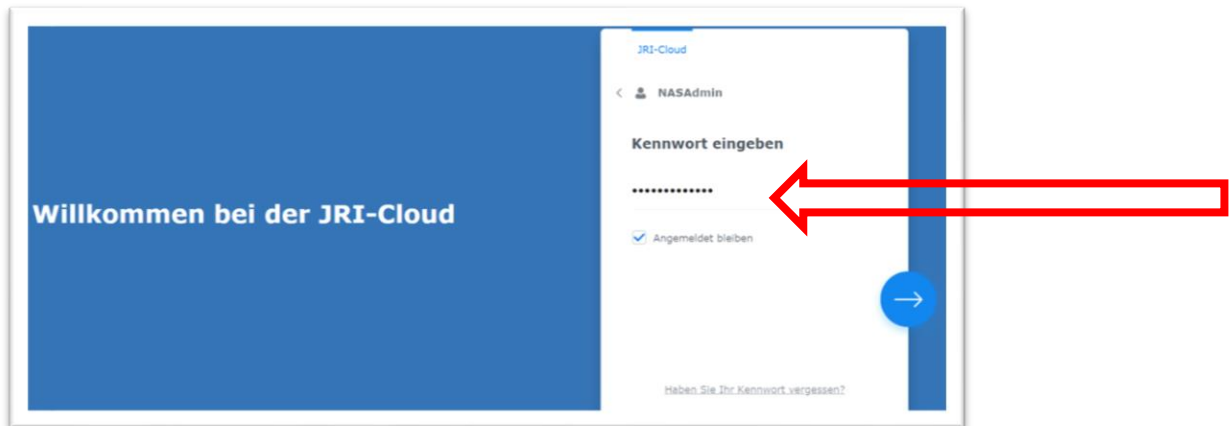 JRI-Cloud
NASAdmin
Kennwort eingeben
•••••••••••••
Willkommen bei der JRI-Cloud
Angemeldet bleiben
Haben Sie Ihr Kennwort vergessen?